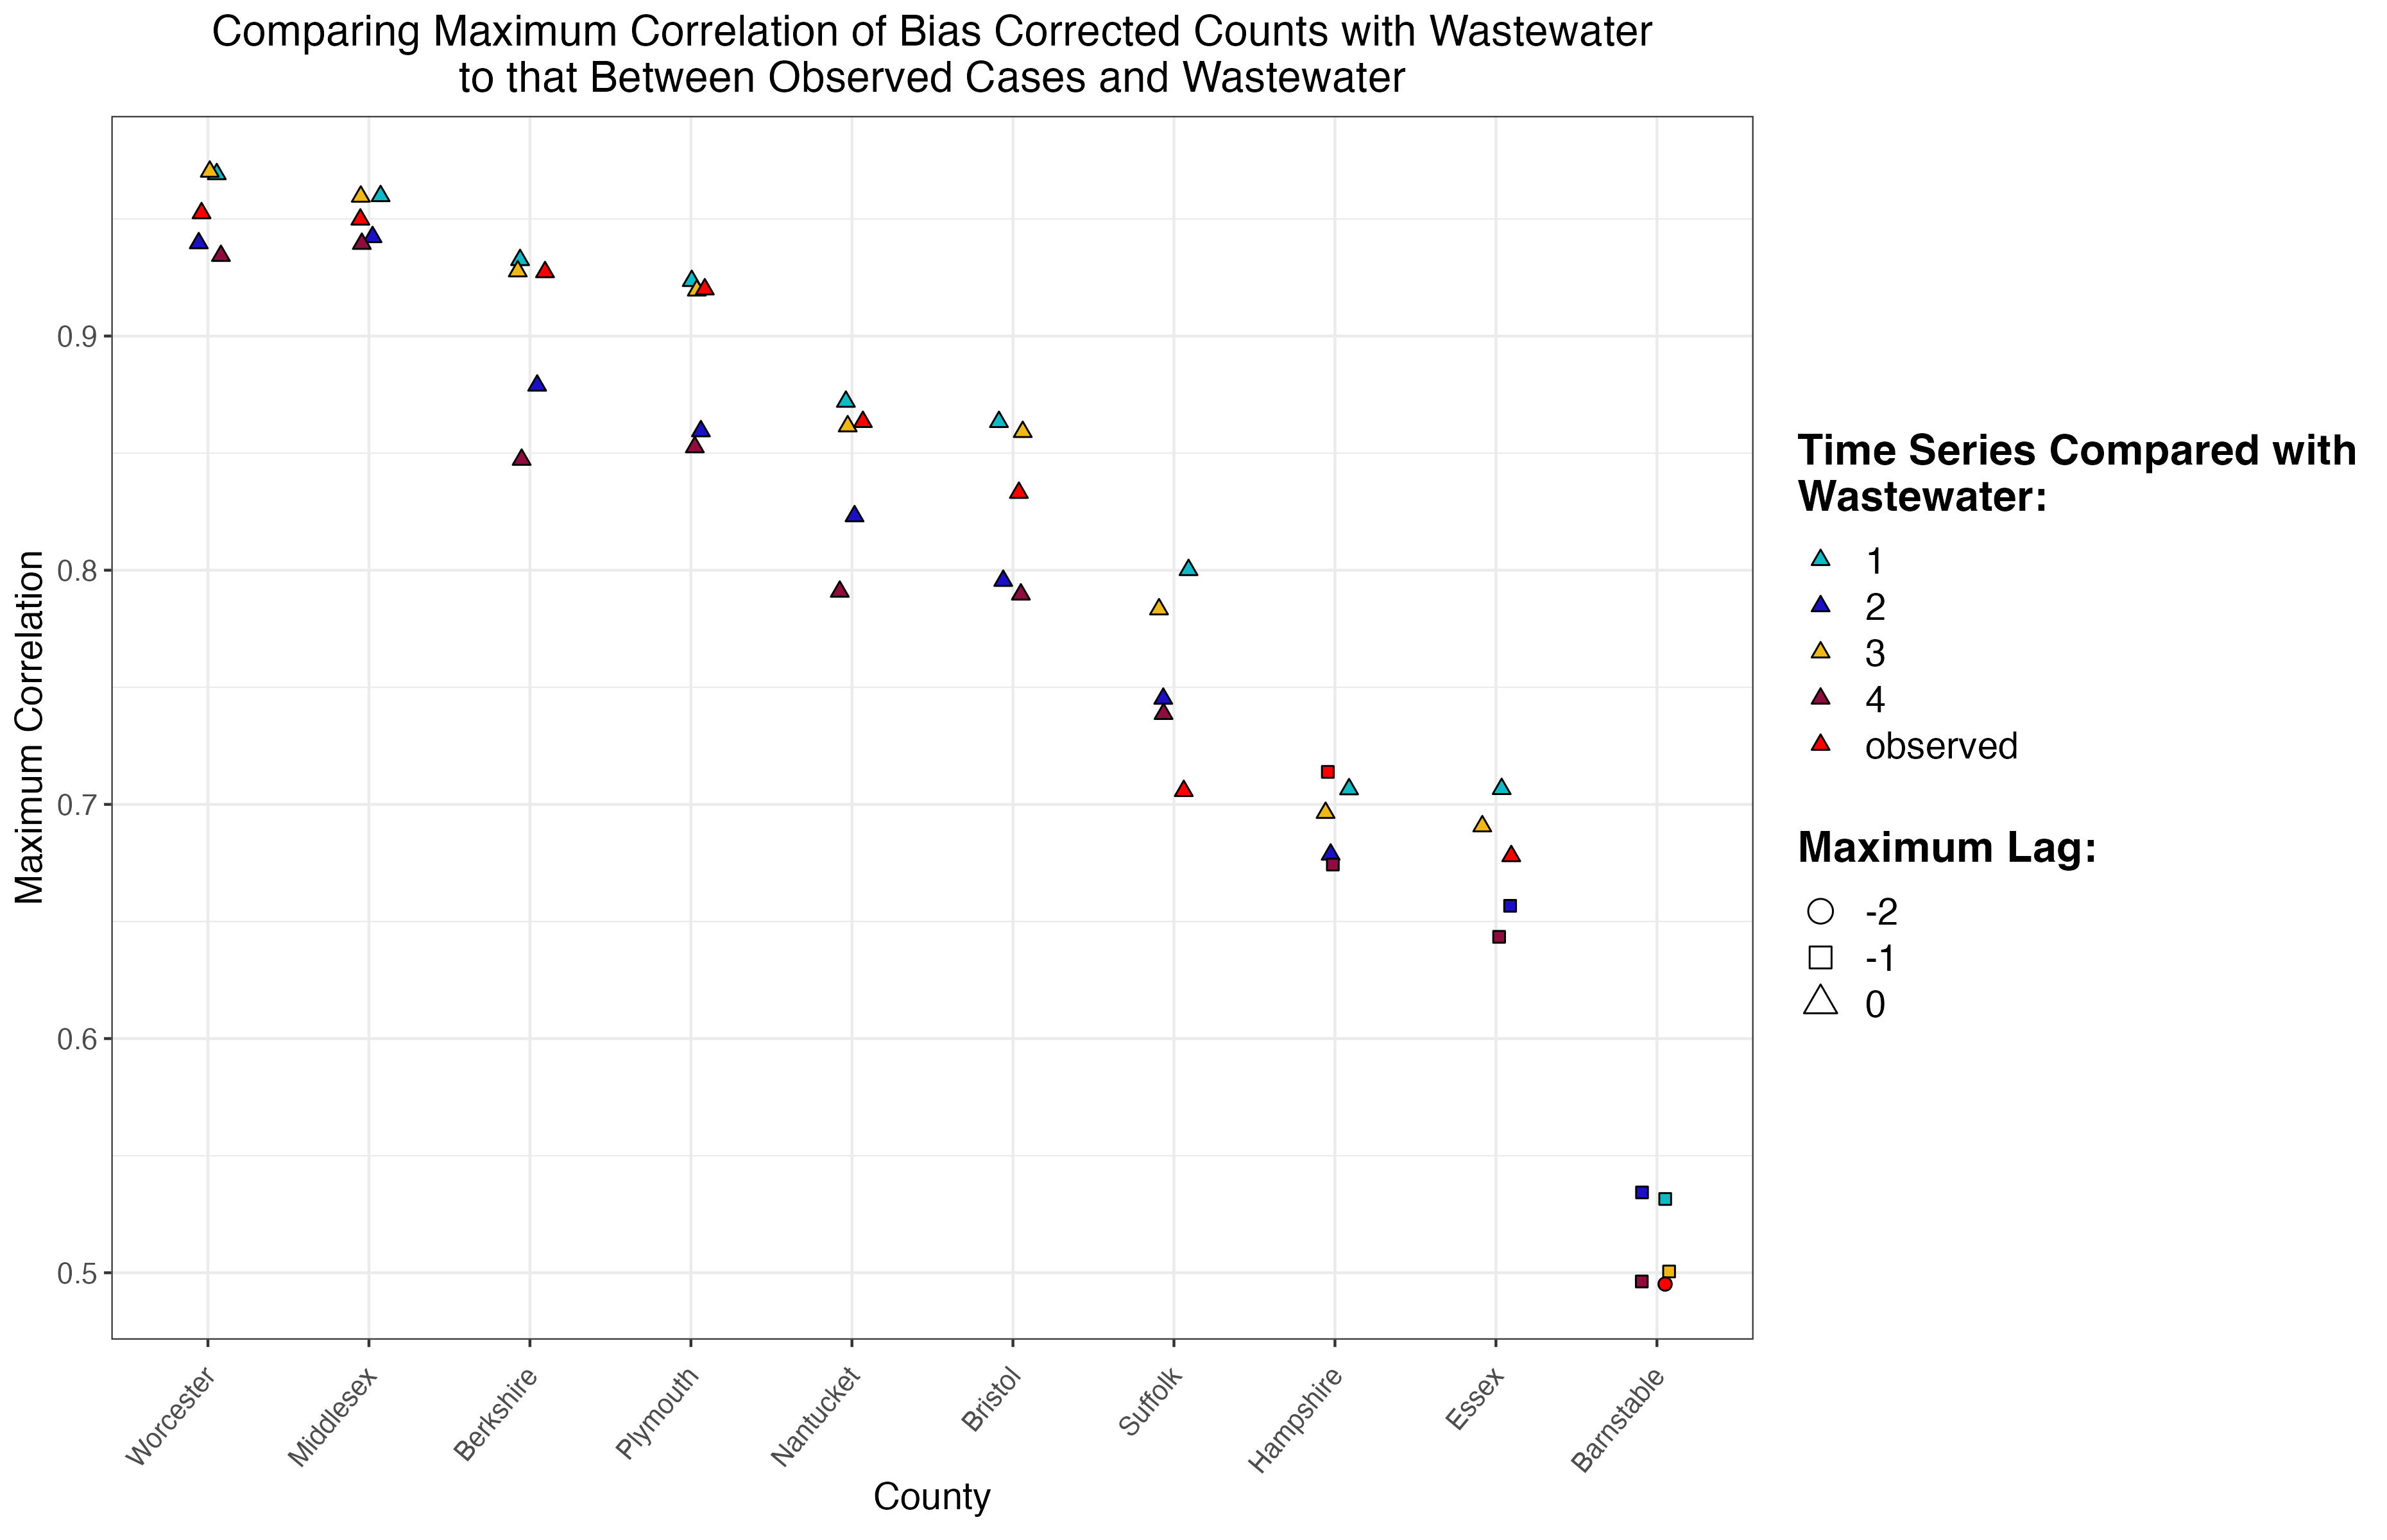 Comparing Maximum Correlation of Bias Corrected Counts with Wastewater
to that Between Observed Cases and Wastewater
Maximum Correlation
0.9
0.8
0.7
0.6
0.5
Worcester
Middlesex
Berkshire
Plymouth
Nantucket
Bristol
Suffolk
Hampshire
Essex
Barnstable
County
Time Series Compared with
Wastewater:
1
2
3
4
observed
Maximum Lag:
-2
-1
0